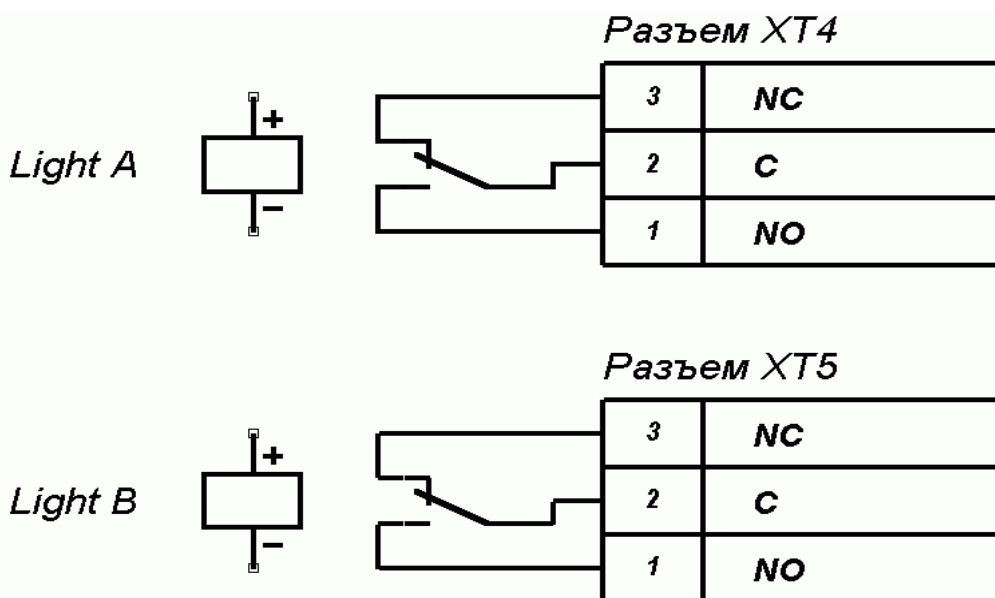 Разъем XT4
3 NC
+
Light A
2 C
−
1 NO
Разъем XT5
3 NC
+
Light B
2 C
−
1 NO